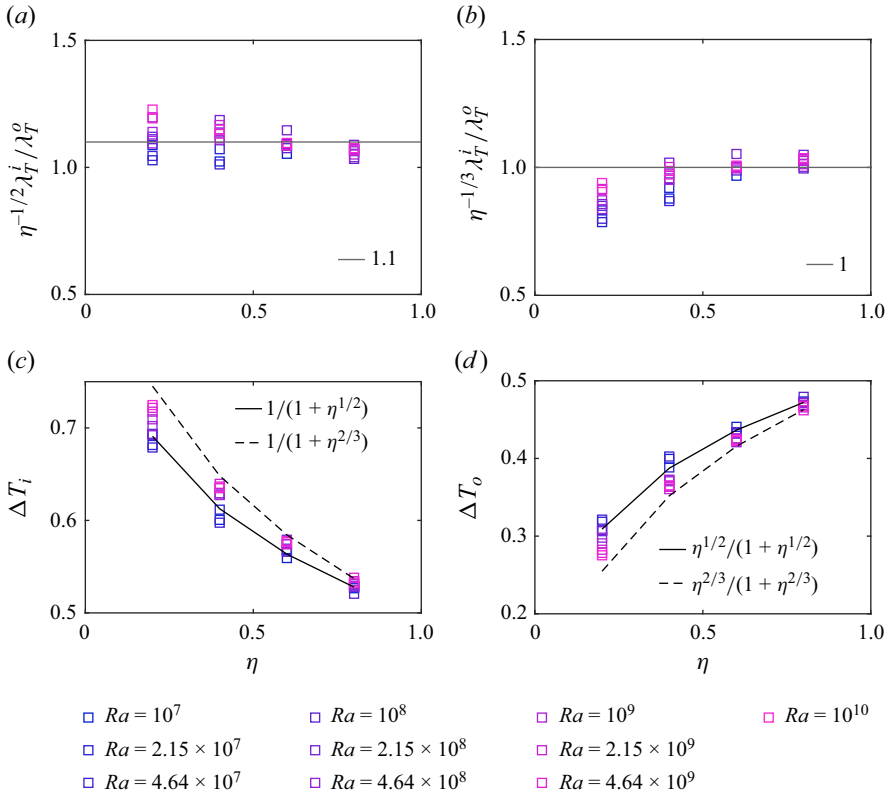 (a)
(b)
1.5
1.0
0.5
η^{-1/2} λ_T^i / λ_T^o
1.1
0
0.5
1.0
1.5
1.0
0.5
η^{-1/3} λ_T^i / λ_T^o
1
0
0.5
1.0
(c)
(d)
0.7
0.6
0.5
ΔT_i
1/(1 + η^{1/2})
1/(1 + η^{2/3})
0
0.5
1.0
η
0.5
0.4
0.3
0.2
ΔT_o
η^{1/2}/(1 + η^{1/2})
η^{2/3}/(1 + η^{2/3})
0
0.5
1.0
η
Ra = 10^7
Ra = 10^8
Ra = 10^9
Ra = 10^{10}
Ra = 2.15 × 10^7
Ra = 2.15 × 10^8
Ra = 2.15 × 10^9
Ra = 4.64 × 10^7
Ra = 4.64 × 10^8
Ra = 4.64 × 10^9